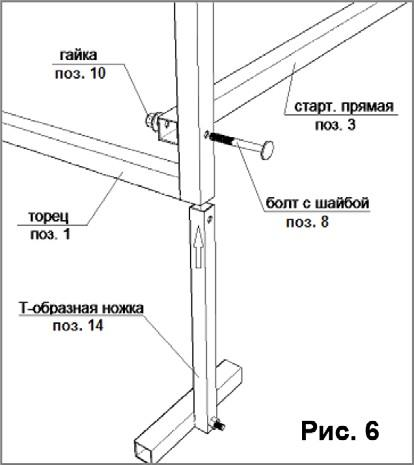 гайка
поз. 10
старт. прямая
поз. 3
торец
поз. 1
болт с шайбой
поз. 8
Т-образная ножка
поз. 14
Рис. 6